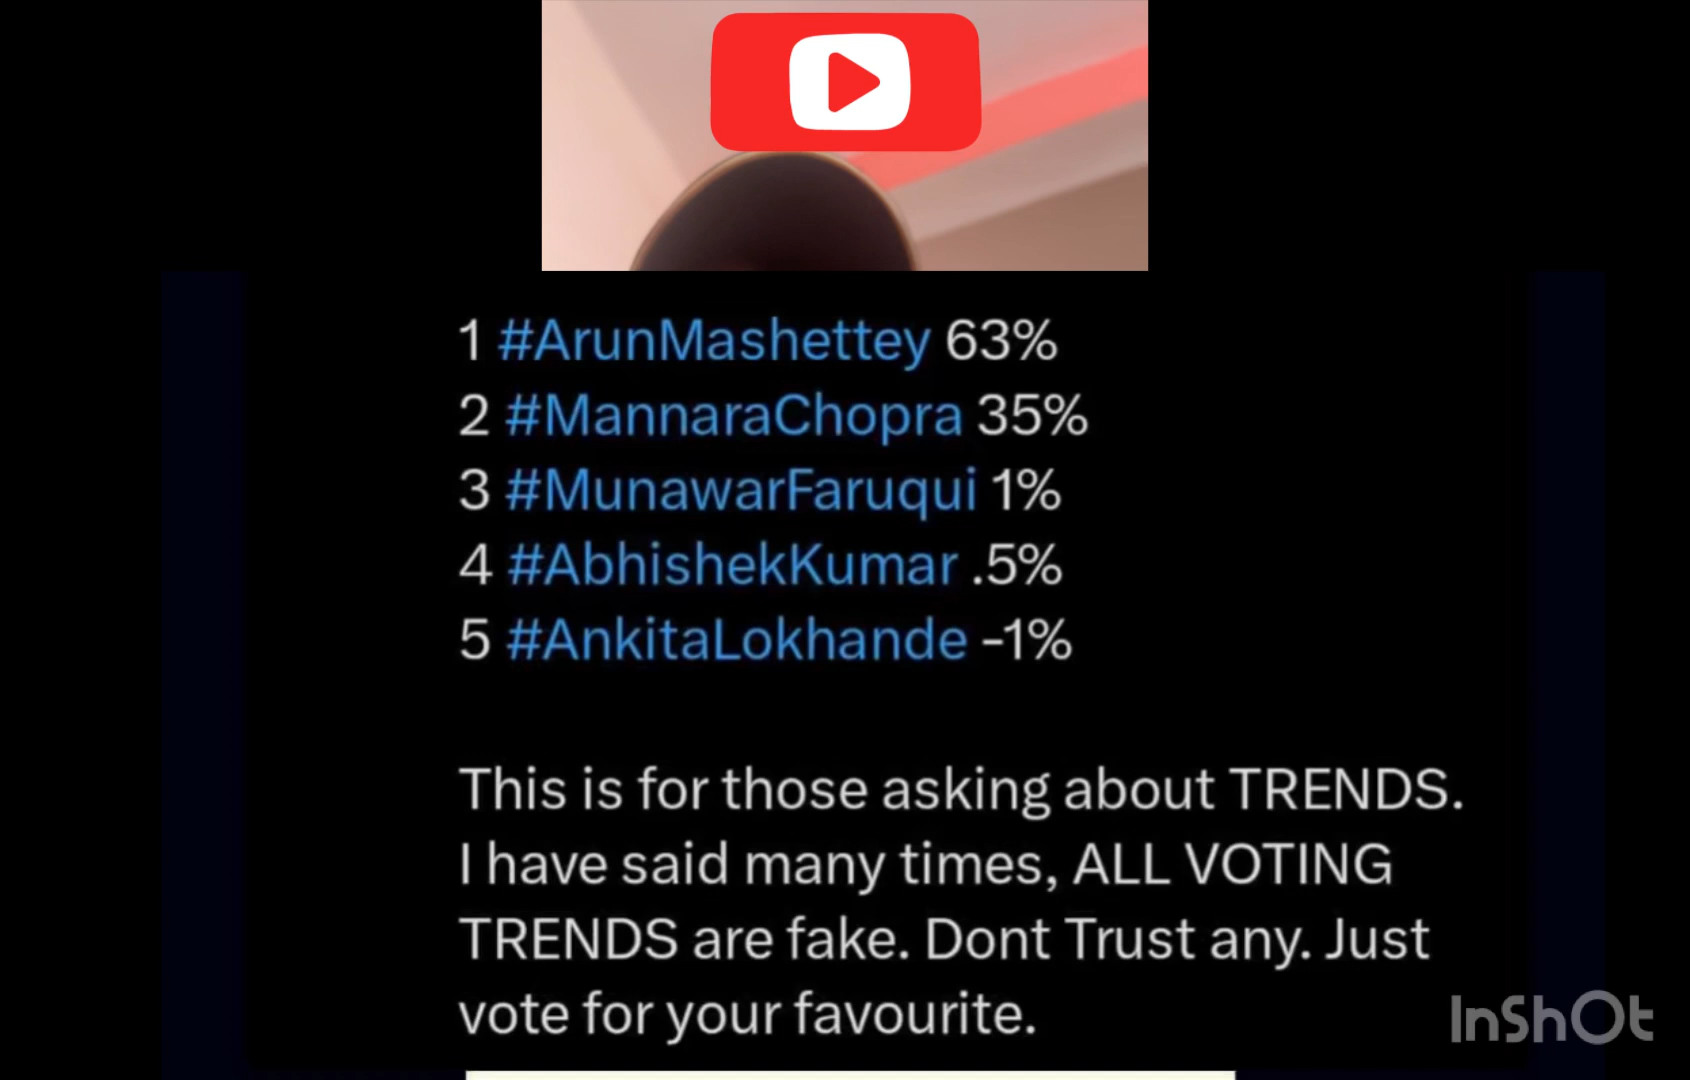 1 #ArunMashettey 63%
2 #MannaraChopra 35%
3 #MunawarFaruqui 1%
4 #AbhishekKumar .5%
5 #AnkitaLokhande -1%
This is for those asking about TRENDS.
I have said many times, ALL VOTING
TRENDS are fake. Dont Trust any. Just
vote for your favourite.
InShOt